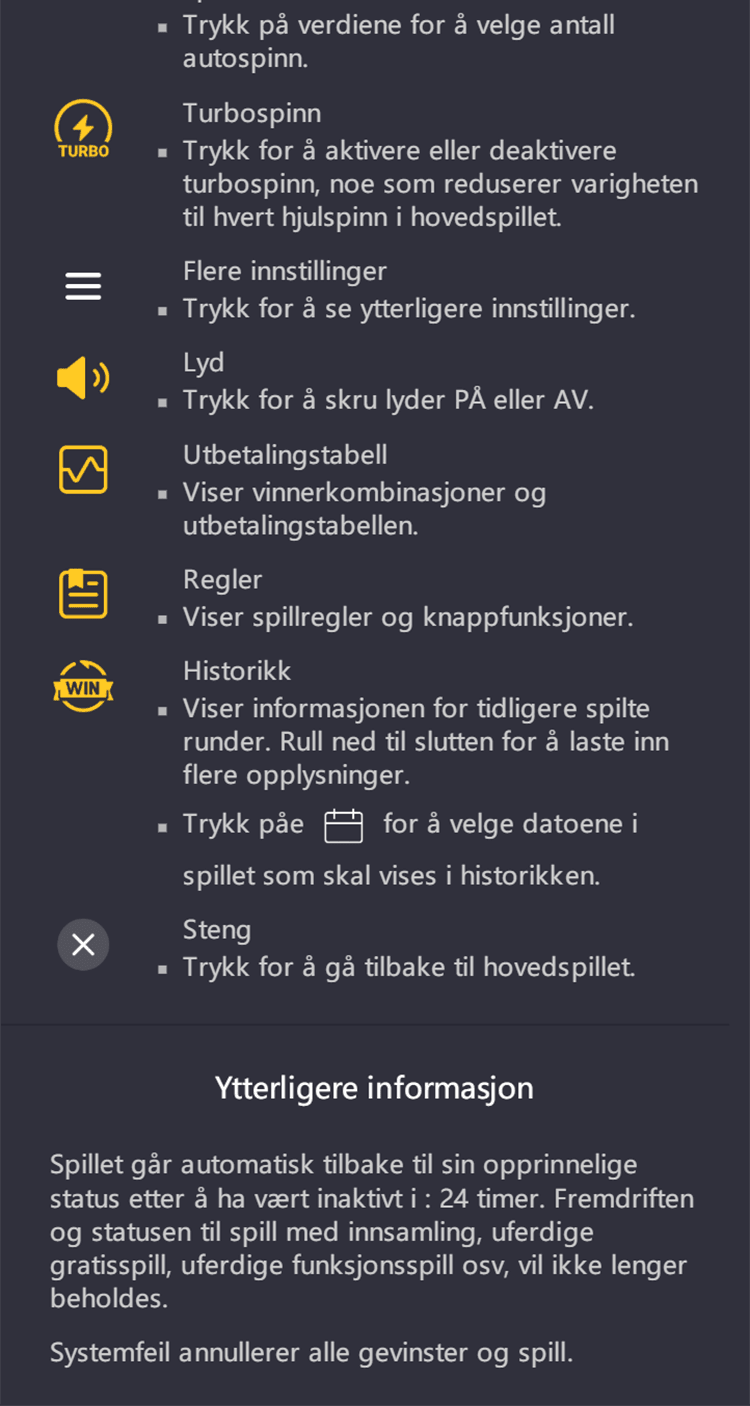 Trykk på verdiene for å velge antall
autospinn.
Turbospinn
TURBO
Trykk for å aktivere eller deaktivere
turbospinn, noe som reduserer varigheten
til hvert hjulspinn i hovedspillet.
Flere innstillinger
Trykk for å se ytterligere innstillinger.
Lyd
Trykk for å skru lyder PÅ eller AV.
Utbetalingstabell
Viser vinnerkombinasjoner og
utbetalingstabellen.
Regler
Viser spillregler og knappfunksjoner.
Historikk
WIN
Viser informasjonen for tidligere spilte
runder. Rull ned til slutten for å laste inn
flere opplysninger.
Trykk påe for å velge datoene i
spillet som skal vises i historikken.
Steng
Trykk for å gå tilbake til hovedspillet.
Ytterligere informasjon
Spillet går automatisk tilbake til sin opprinnelige
status etter å ha vært inaktivt i : 24 timer. Fremdriften
og statusen til spill med innsamling, uferdige
gratisspill, uferdige funksjonsspill osv, vil ikke lenger
beholdes.
Systemfeil annullerer alle gevinster og spill.